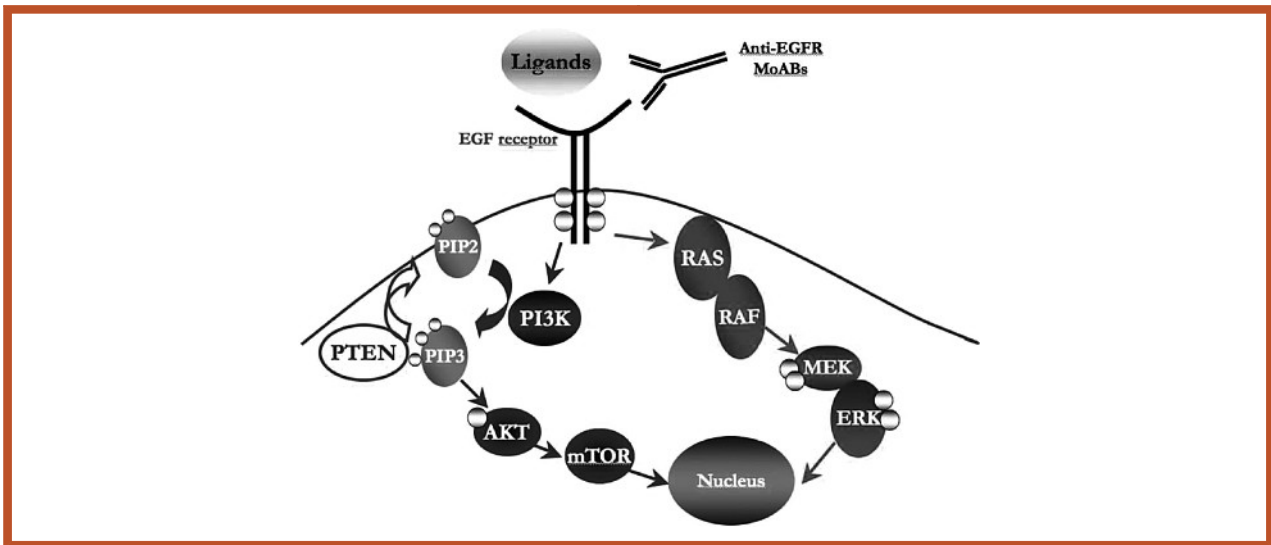 Ligands
Anti-EGFR
MoABs
EGF receptor
PIP2
RAS
PI3K
RAF
PTEN
PIP3
MEK
ERK
AKT
mTOR
Nucleus